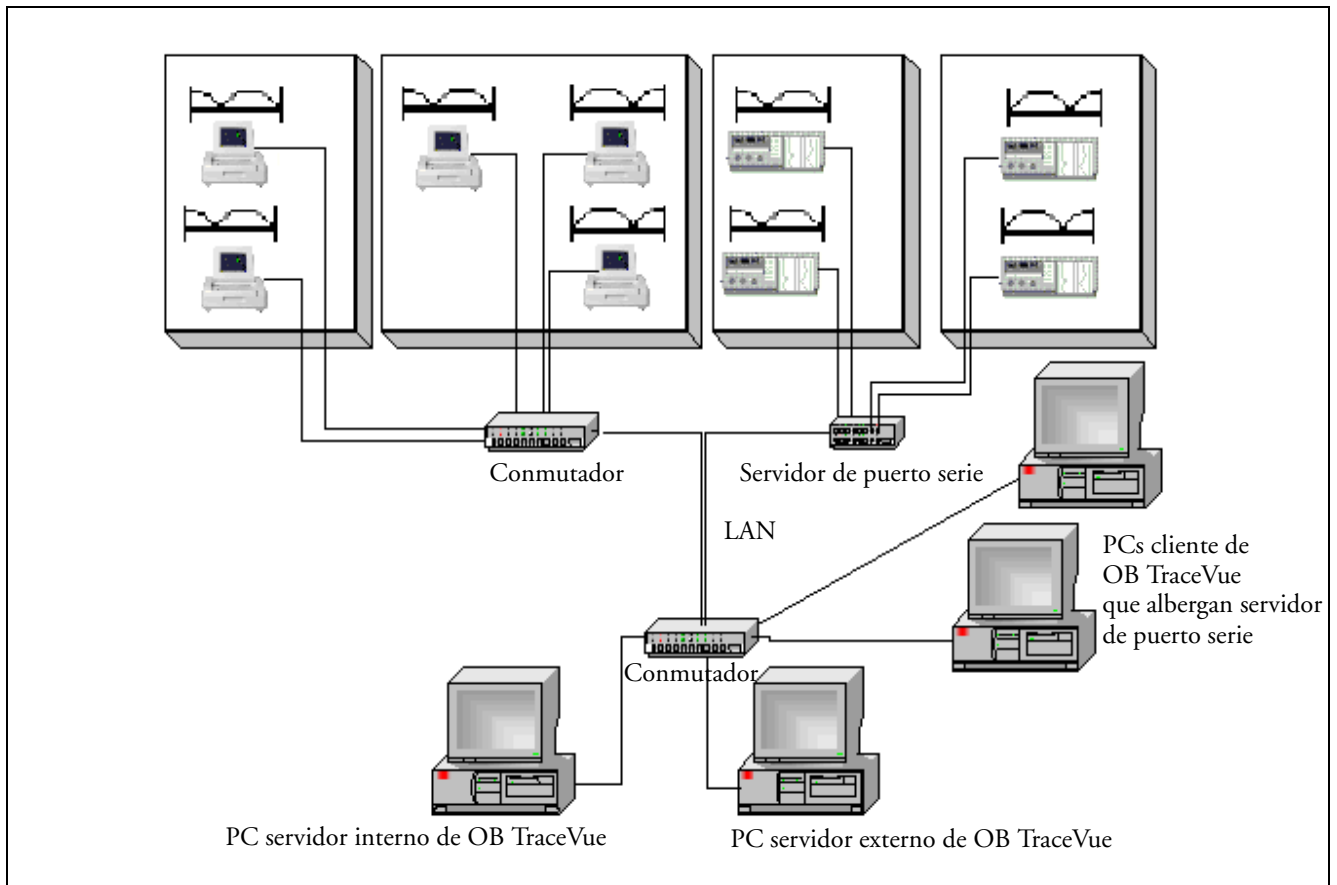 Conmutador
Servidor de puerto serie
LAN
PCs cliente de
OB TraceVue
que albergan servidor
de puerto serie
Conmutador
PC servidor interno de OB TraceVue
PC servidor externo de OB TraceVue